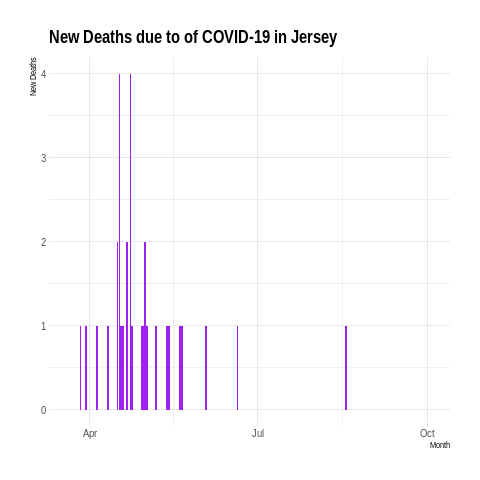 New Deaths due to of COVID-19 in Jersey
New Deaths
4
3
2
1
0
Apr
Jul
Oct
Month